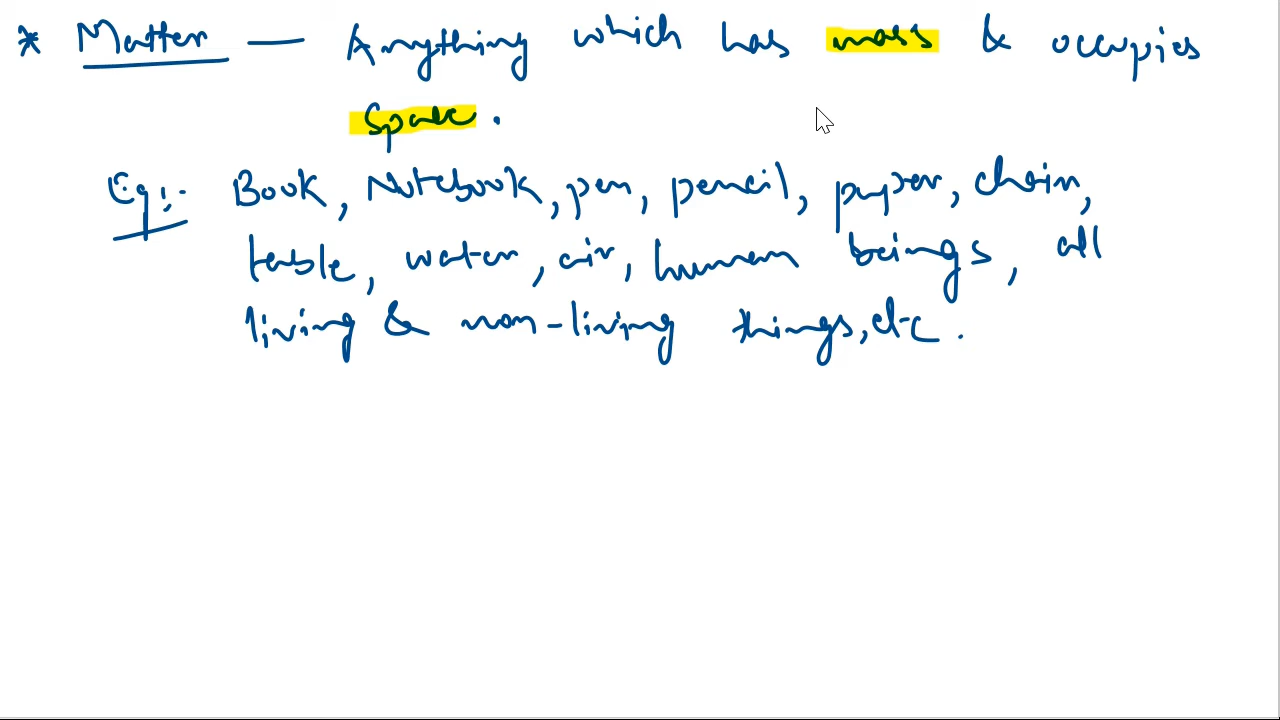 * Matter — Anything which has mass & occupies
space.
Eg:- Book, Notebook, pen, pencil, paper, chair,
table, water, air, human beings, all
living & non-living things, etc.